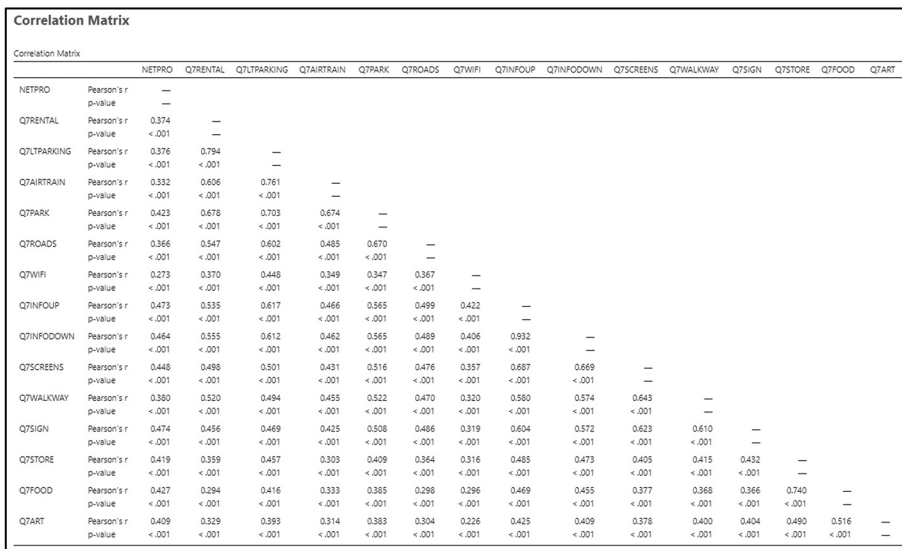 Correlation Matrix
Correlation Matrix
NETPRO Q7RENTAL Q7LTPARKING Q7AIRTRAIN Q7PARK Q7ROADS Q7WIFI Q7INFOUP Q7INFODOWN Q7SCREENS Q7WALKWAY Q7SIGN Q7STORE Q7FOOD Q7ART
NETPRO Pearson's r —
p-value —
Q7RENTAL Pearson's r 0.374 —
p-value < .001 —
Q7LTPARKING Pearson's r 0.376 0.794 —
p-value < .001 < .001 —
Q7AIRTRAIN Pearson's r 0.332 0.606 0.761 —
p-value < .001 < .001 < .001 —
Q7PARK Pearson's r 0.423 0.678 0.703 0.674 —
p-value < .001 < .001 < .001 < .001 —
Q7ROADS Pearson's r 0.366 0.547 0.602 0.485 0.670 —
p-value < .001 < .001 < .001 < .001 < .001 —
Q7WIFI Pearson's r 0.273 0.370 0.448 0.349 0.347 0.367 —
p-value < .001 < .001 < .001 < .001 < .001 < .001 —
Q7INFOUP Pearson's r 0.473 0.535 0.617 0.466 0.565 0.499 0.422 —
p-value < .001 < .001 < .001 < .001 < .001 < .001 < .001 —
Q7INFODOWN Pearson's r 0.464 0.555 0.612 0.462 0.565 0.489 0.406 0.932 —
p-value < .001 < .001 < .001 < .001 < .001 < .001 < .001 < .001 —
Q7SCREENS Pearson's r 0.448 0.498 0.501 0.431 0.516 0.476 0.357 0.687 0.669 —
p-value < .001 < .001 < .001 < .001 < .001 < .001 < .001 < .001 < .001 —
Q7WALKWAY Pearson's r 0.380 0.520 0.494 0.455 0.522 0.470 0.320 0.580 0.574 0.643 —
p-value < .001 < .001 < .001 < .001 < .001 < .001 < .001 < .001 < .001 < .001 —
Q7SIGN Pearson's r 0.474 0.456 0.469 0.425 0.508 0.486 0.319 0.604 0.572 0.623 0.610 —
p-value < .001 < .001 < .001 < .001 < .001 < .001 < .001 < .001 < .001 < .001 < .001 —
Q7STORE Pearson's r 0.419 0.359 0.457 0.303 0.409 0.364 0.316 0.485 0.473 0.405 0.415 0.432 —
p-value < .001 < .001 < .001 < .001 < .001 < .001 < .001 < .001 < .001 < .001 < .001 < .001 —
Q7FOOD Pearson's r 0.427 0.294 0.416 0.333 0.385 0.298 0.296 0.469 0.455 0.377 0.368 0.366 0.740 —
p-value < .001 < .001 < .001 < .001 < .001 < .001 < .001 < .001 < .001 < .001 < .001 < .001 < .001 —
Q7ART Pearson's r 0.409 0.329 0.393 0.314 0.383 0.304 0.226 0.425 0.409 0.378 0.400 0.404 0.490 0.516 —
p-value < .001 < .001 < .001 < .001 < .001 < .001 < .001 < .001 < .001 < .001 < .001 < .001 < .001 < .001 —